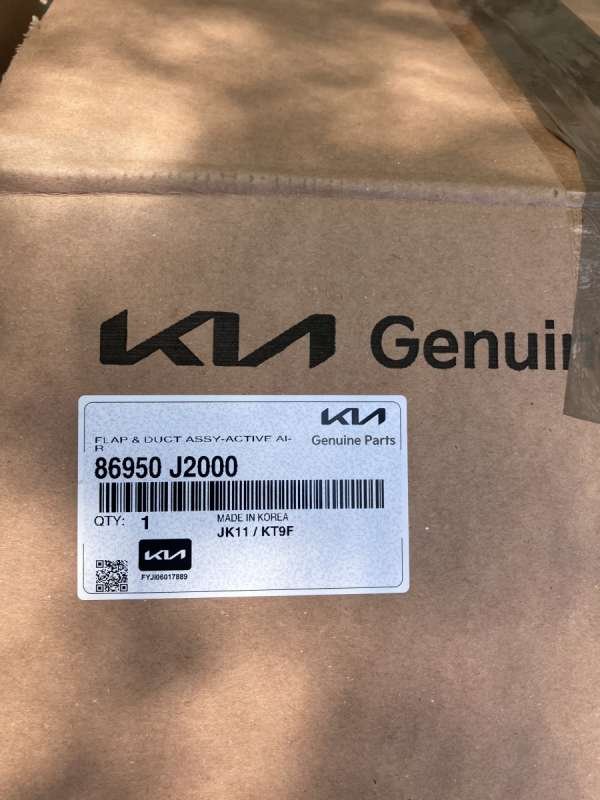 KIA Genui
KIA
Genuine Parts
FLAP & DUCT ASSY-ACTIVE AI-
R
86950 J2000
QTY: 1
MADE IN KOREA
JK11 / KT9F
KIA
FYJI06017889